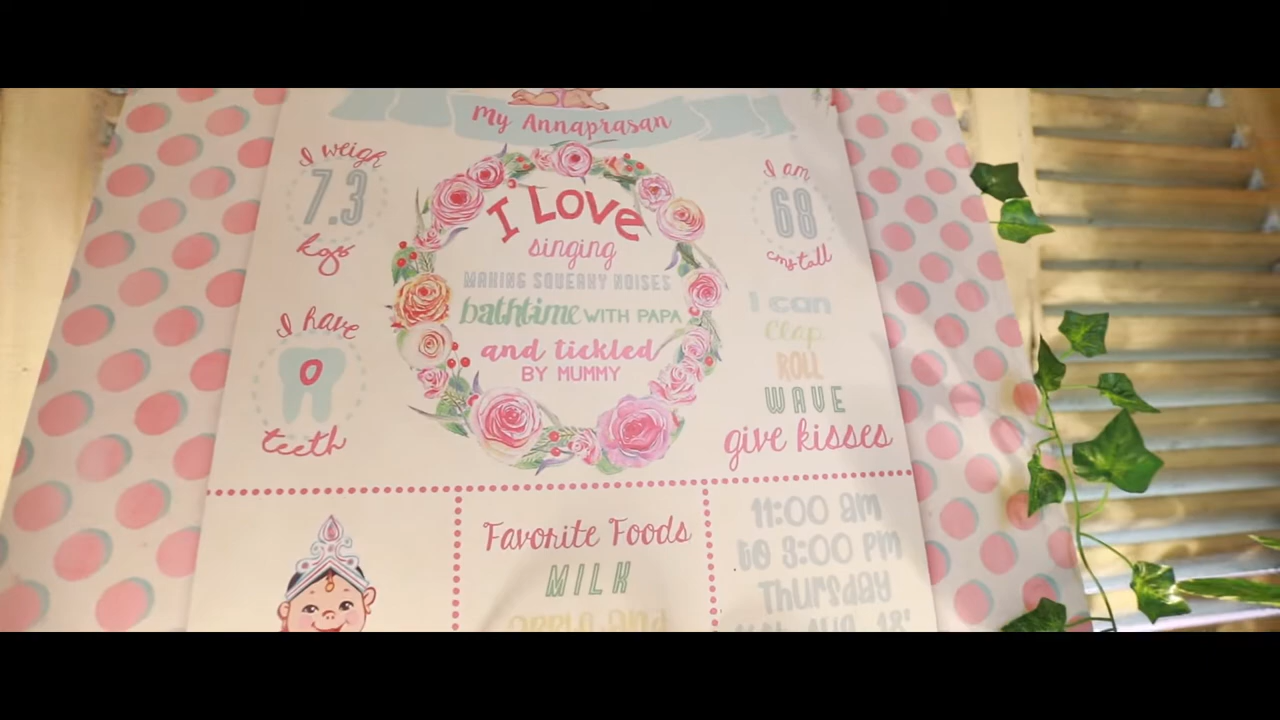 My Annaprasan
I weigh
7.3
kgs
I have
0
teeth
I LOVE
singing
MAKING SQUEAKY NOISES
bathtime WITH PAPA
and tickled
BY MUMMY
I am
68
cms tall
I can
Clap
ROLL
WAVE
give kisses
Favorite Foods
MILK
11:00 am
to 3:00 PM
Thursday